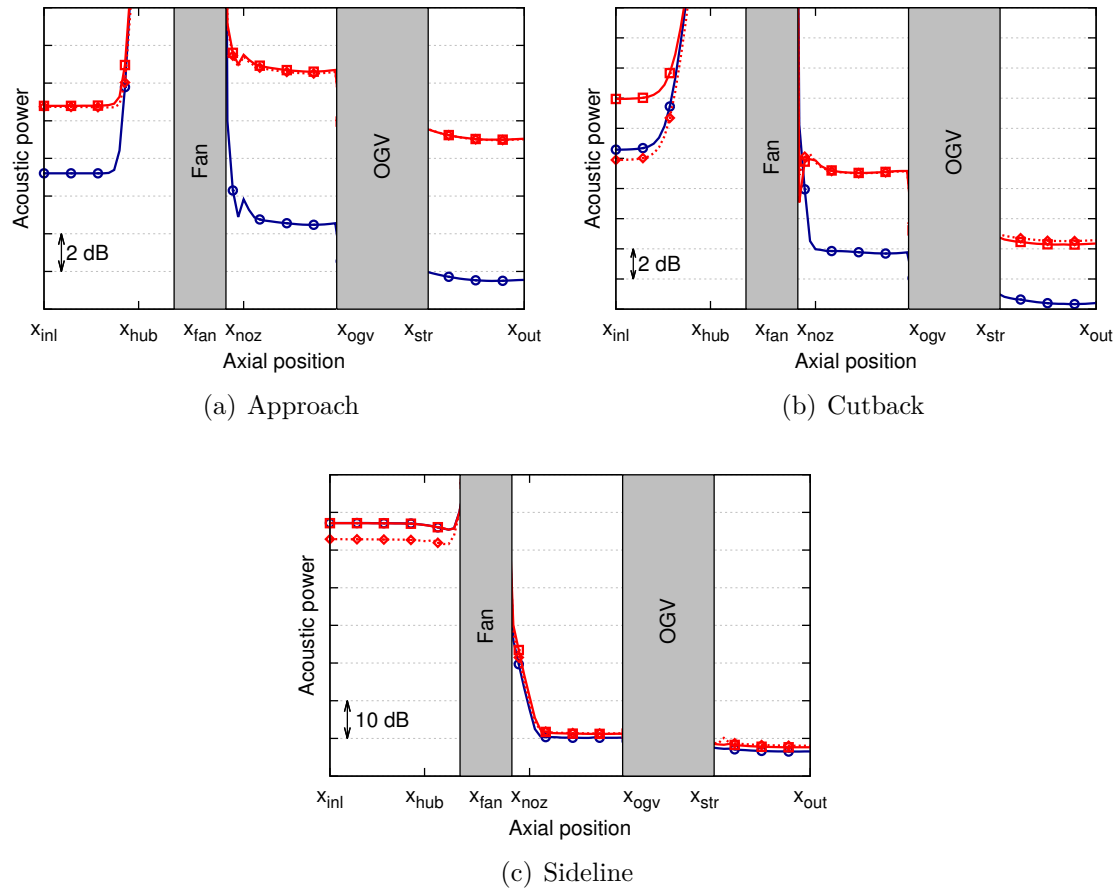 Acoustic power
Fan
OGV
2 dB
x_inl x_hub x_fan x_noz x_ogv x_str x_out
Axial position
(a) Approach
Acoustic power
Fan
OGV
2 dB
x_inl x_hub x_fan x_noz x_ogv x_str x_out
Axial position
(b) Cutback
Acoustic power
Fan
OGV
10 dB
x_inl x_hub x_fan x_noz x_ogv x_str x_out
Axial position
(c) Sideline